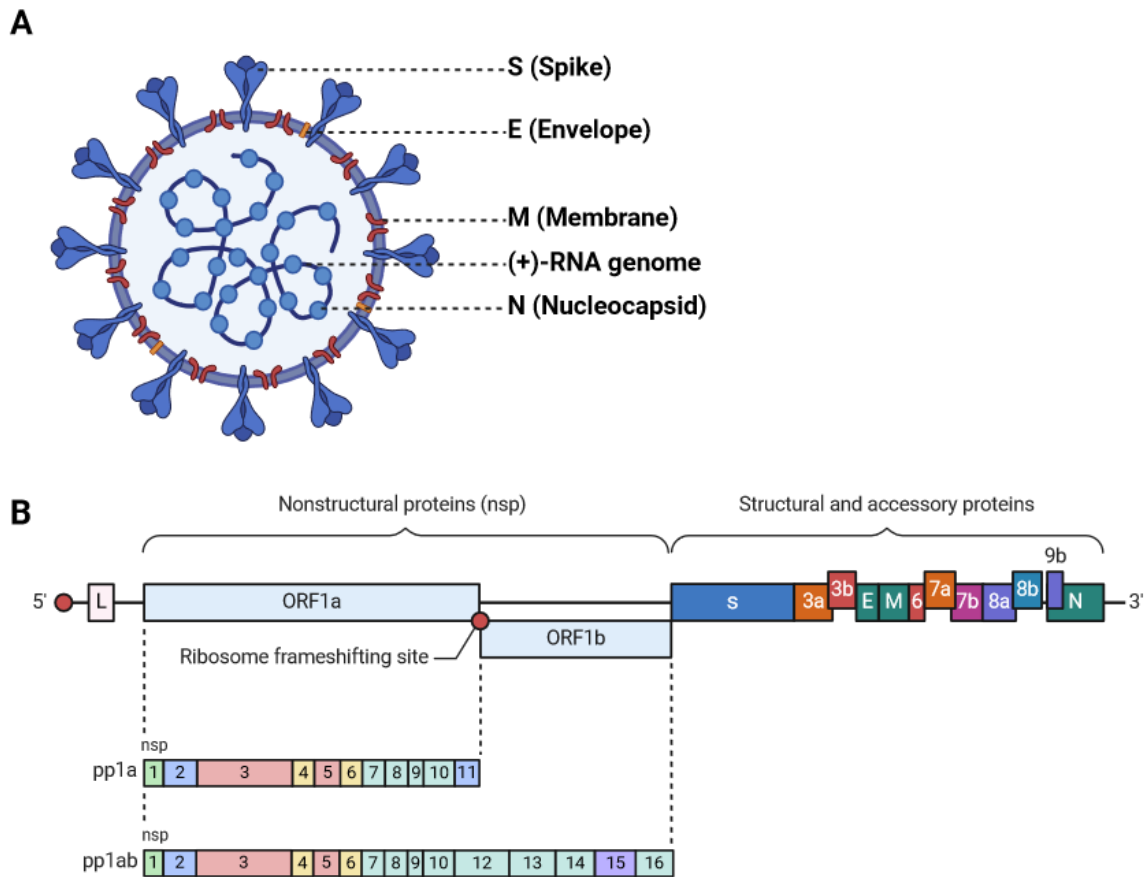 A
S (Spike)
E (Envelope)
M (Membrane)
(+)-RNA genome
N (Nucleocapsid)
B
Nonstructural proteins (nsp)
Structural and accessory proteins
9b
5' L ORF1a S 3a 3b E M 6 7a 7b 8a 8b N 3'
ORF1b
Ribosome frameshifting site
nsp
pp1a 1 2 3 4 5 6 7 8 9 10 11
nsp
pp1ab 1 2 3 4 5 6 7 8 9 10 12 13 14 15 16